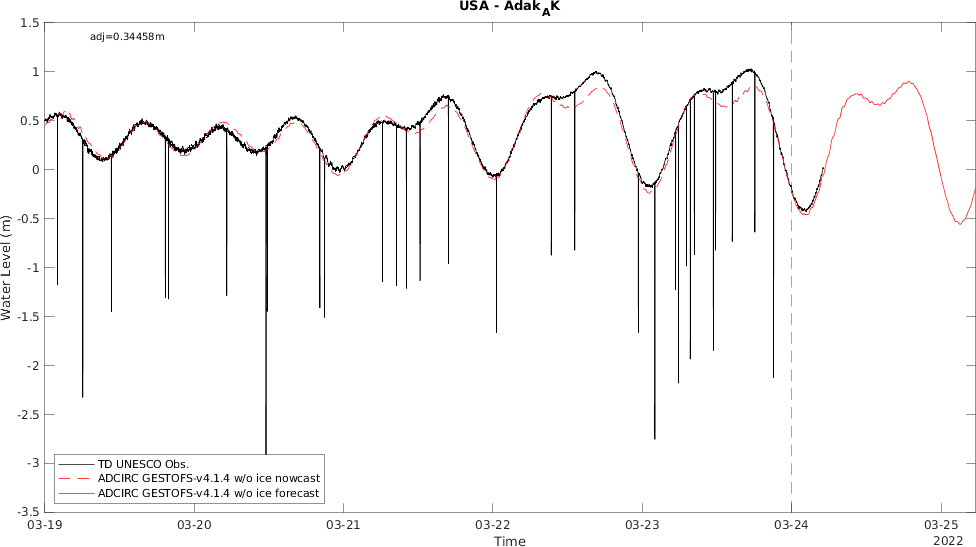 USA - Adak_AK
adj=0.34458m
1.5
1
0.5
0
-0.5
-1
-1.5
-2
-2.5
-3
-3.5
Water Level (m)
TD UNESCO Obs.
ADCIRC GESTOFS-v4.1.4 w/o ice nowcast
ADCIRC GESTOFS-v4.1.4 w/o ice forecast
03-19 03-20 03-21 03-22 03-23 03-24 03-25
Time
2022